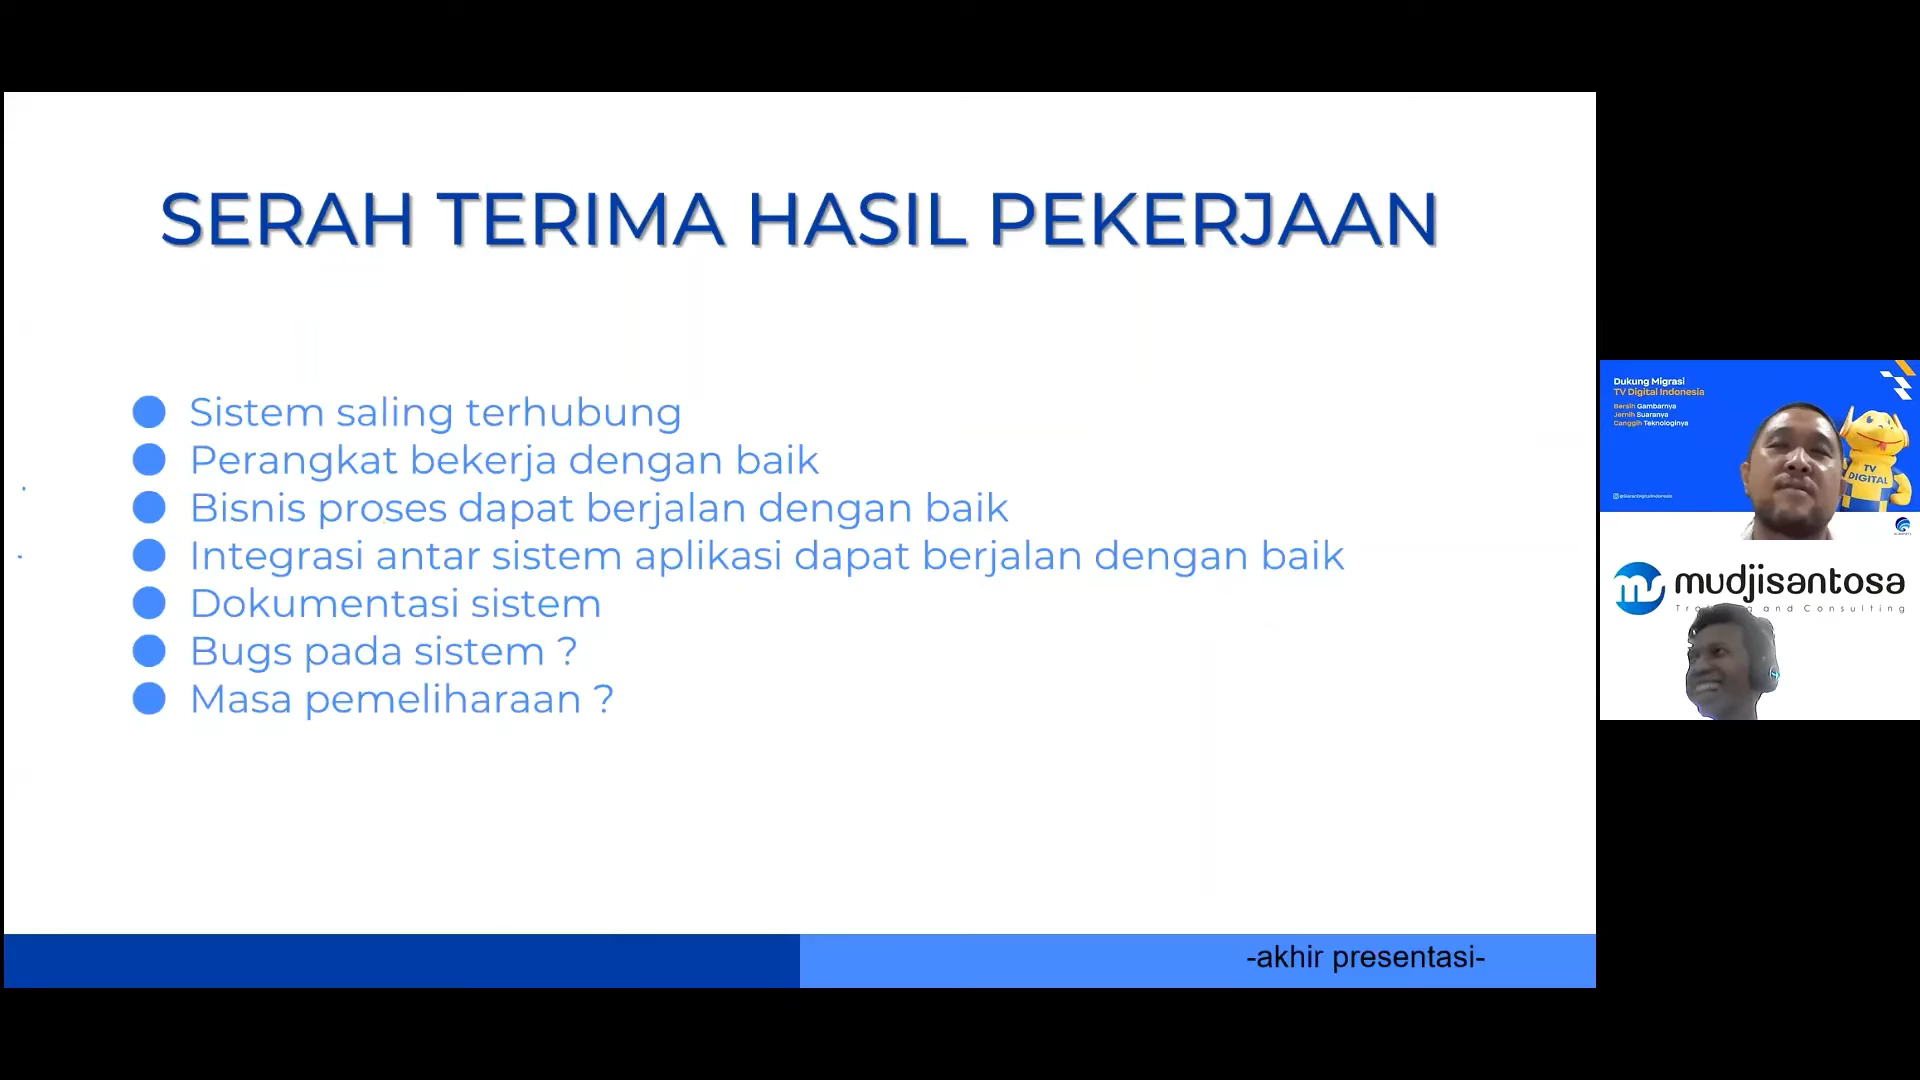 SERAH TERIMA HASIL PEKERJAAN
Sistem saling terhubung
Perangkat bekerja dengan baik
Bisnis proses dapat berjalan dengan baik
Integrasi antar sistem aplikasi dapat berjalan dengan baik
Dokumentasi sistem
Bugs pada sistem ?
Masa pemeliharaan ?
-akhir presentasi-
Dukung Migrasi
TV Digital Indonesia
Bersih Gambarnya
Jernih Suaranya
Canggih Teknologinya
TV
DIGITAL
mudjisantosa
and Consulting